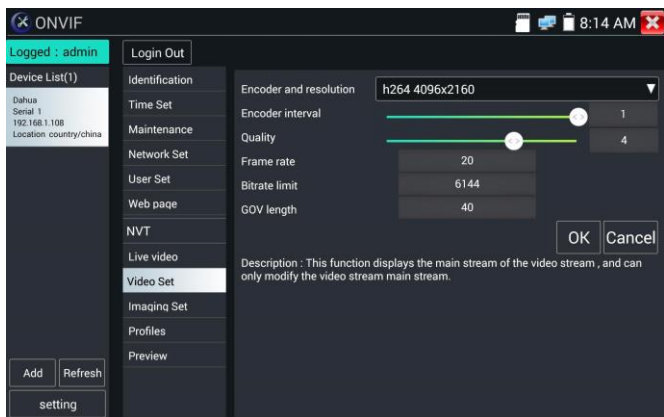 ONVIF
8:14 AM
Logged : admin
Login Out
Device List(1)
Dahua
Serial 1
192.168.1.108
Location country/china
Identification
Time Set
Maintenance
Network Set
User Set
Web page
NVT
Live video
Video Set
Imaging Set
Profiles
Preview
Encoder and resolution h264 4096x2160
Encoder interval 1
Quality 4
Frame rate 20
Bitrate limit 6144
GOV length 40
OK Cancel
Description : This function displays the main stream of the video stream , and can
only modify the video stream main stream.
Add Refresh
setting